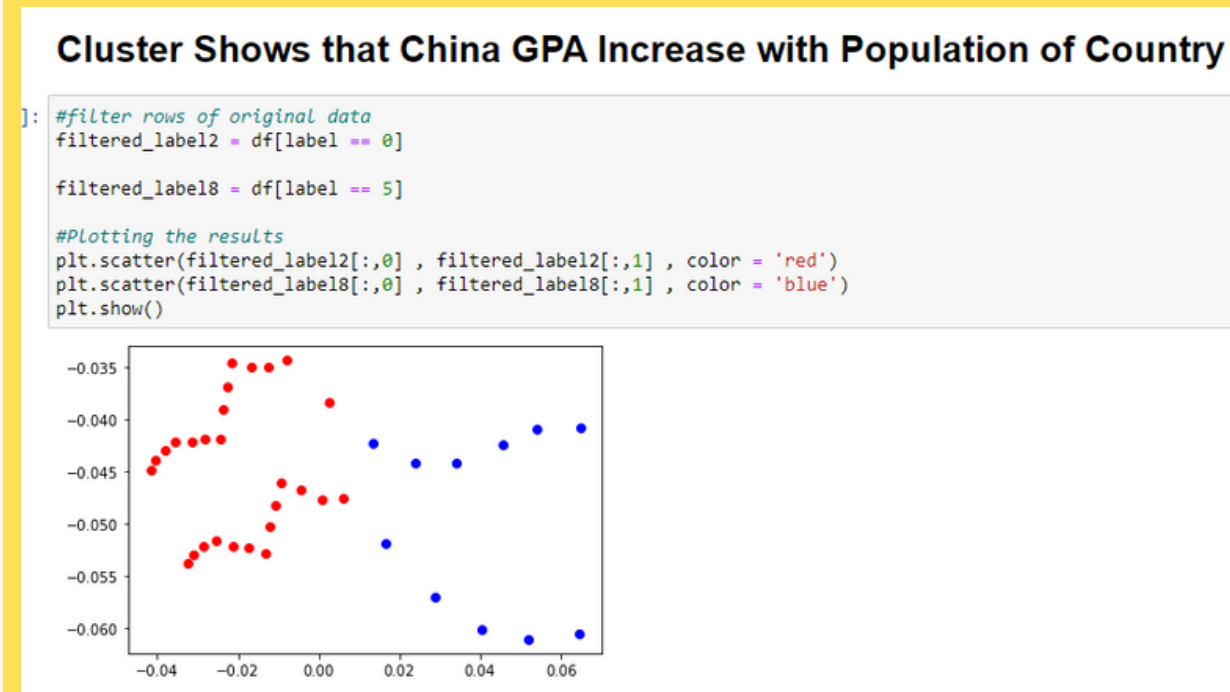 Cluster Shows that China GPA Increase with Population of Country
]: #filter rows of original data
filtered_label2 = df[label == 0]
filtered_label8 = df[label == 5]
#Plotting the results
plt.scatter(filtered_label2[:,0] , filtered_label2[:,1] , color = 'red')
plt.scatter(filtered_label8[:,0] , filtered_label8[:,1] , color = 'blue')
plt.show()
−0.035
−0.040
−0.045
−0.050
−0.055
−0.060
−0.04 −0.02 0.00 0.02 0.04 0.06